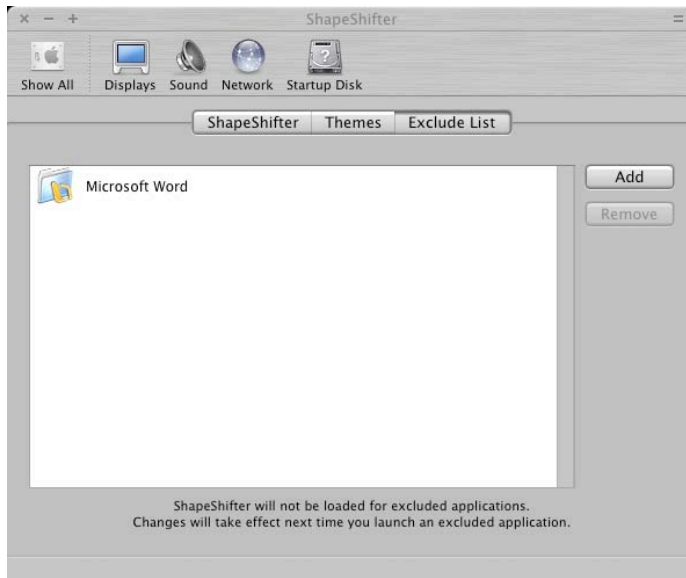 ShapeShifter
Show All Displays Sound Network Startup Disk
ShapeShifter Themes Exclude List
Microsoft Word
Add
Remove
ShapeShifter will not be loaded for excluded applications.
Changes will take effect next time you launch an excluded application.